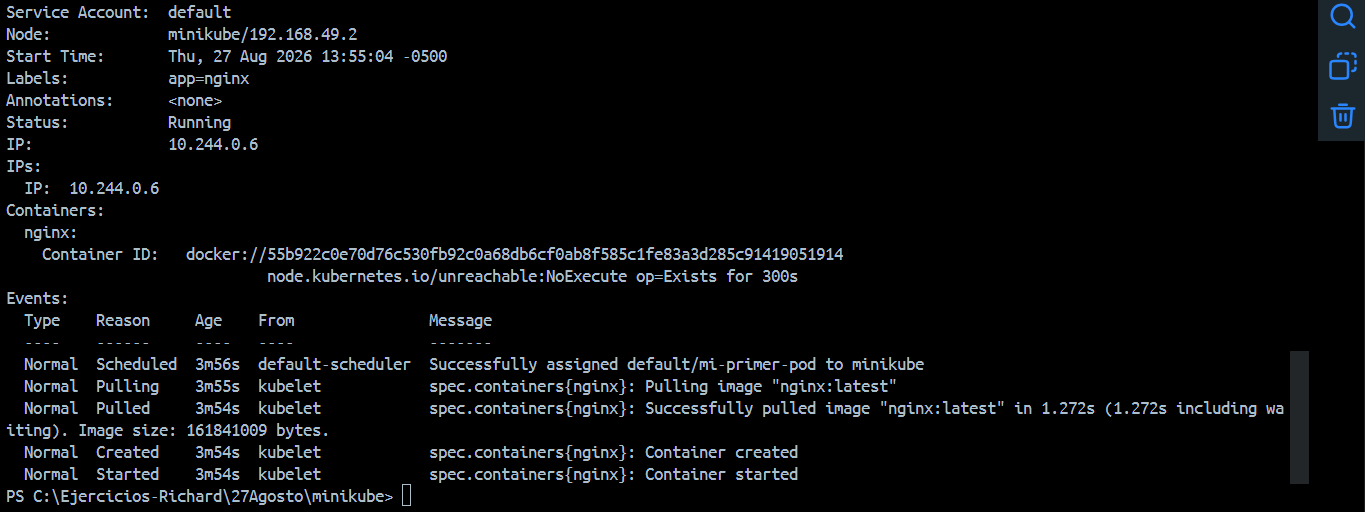 Service Account:  default
Node:             minikube/192.168.49.2
Start Time:       Thu, 27 Aug 2026 13:55:04 -0500
Labels:           app=nginx
Annotations:      <none>
Status:           Running
IP:               10.244.0.6
IPs:
  IP:  10.244.0.6
Containers:
  nginx:
    Container ID:   docker://55b922c0e70d76c530fb92c0a68db6cf0ab8f585c1fe83a3d285c91419051914
                             node.kubernetes.io/unreachable:NoExecute op=Exists for 300s
Events:
  Type    Reason     Age    From               Message
  ----    ------     ----   ----               -------
  Normal  Scheduled  3m56s  default-scheduler  Successfully assigned default/mi-primer-pod to minikube
  Normal  Pulling    3m55s  kubelet            spec.containers{nginx}: Pulling image "nginx:latest"
  Normal  Pulled     3m54s  kubelet            spec.containers{nginx}: Successfully pulled image "nginx:latest" in 1.272s (1.272s including wa
iting). Image size: 161841009 bytes.
  Normal  Created    3m54s  kubelet            spec.containers{nginx}: Container created
  Normal  Started    3m54s  kubelet            spec.containers{nginx}: Container started
PS C:\Ejercicios-Richard\27Agosto\minikube>